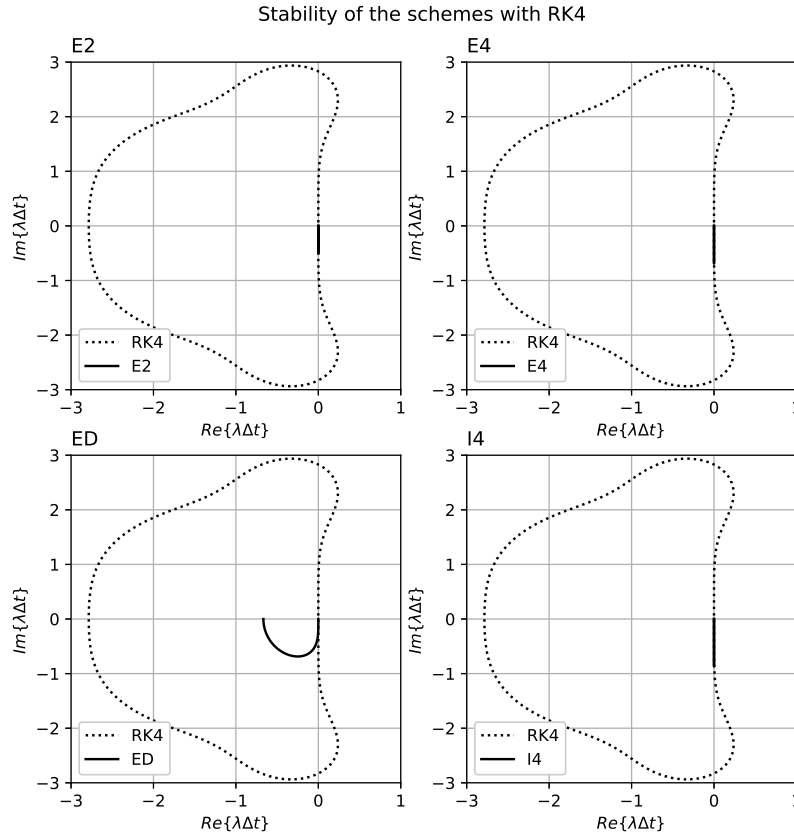 Stability of the schemes with RK4
E2
3
2
1
0
−1
−2
−3
Im{λΔt}
RK4
E2
−3 −2 −1 0 1
Re{λΔt}
E4
3
2
1
0
−1
−2
−3
Im{λΔt}
RK4
E4
−3 −2 −1 0 1
Re{λΔt}
ED
3
2
1
0
−1
−2
−3
Im{λΔt}
RK4
ED
−3 −2 −1 0 1
Re{λΔt}
I4
3
2
1
0
−1
−2
−3
Im{λΔt}
RK4
I4
−3 −2 −1 0 1
Re{λΔt}